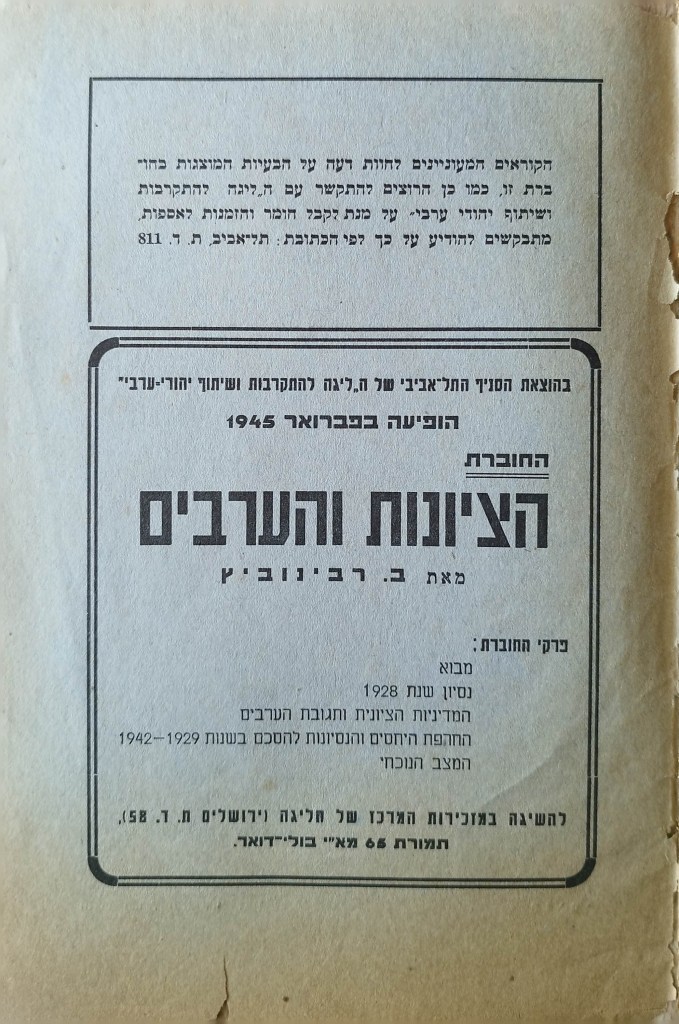 הקוראים המעוניינים לחוות דעה על הבעיות המוצגות בחו־
ברת זו, כמו כן הרוצים להתקשר עם ה„ליגה להתקרבות
ושיתוף יהודי ערבי" על מנת לקבל חומר והזמנות לאספות,
מתבקשים להודיע על כך לפי הכתובת: תל־אביב, ת. ד. 811
בהוצאת הסניף התל־אביבי של ה„ליגה להתקרבות ושיתוף יהודי־ערבי"
הופיעה בפברואר 1945
החוברת
הציונות והערבים
מאת ב. רבינוביץ
פרקי החוברת:
מבוא
נסיון שנת 1928
המדיניות הציונית ותגובת הערבים
החרפת היחסים והנסיונות להסכם בשנות 1929–1942
המצב הנוכחי
להשיגה במזכירות המרכז של הליגה (ירושלים ת. ד. 58),
תמורת 65 מא"י בולי־דואר.